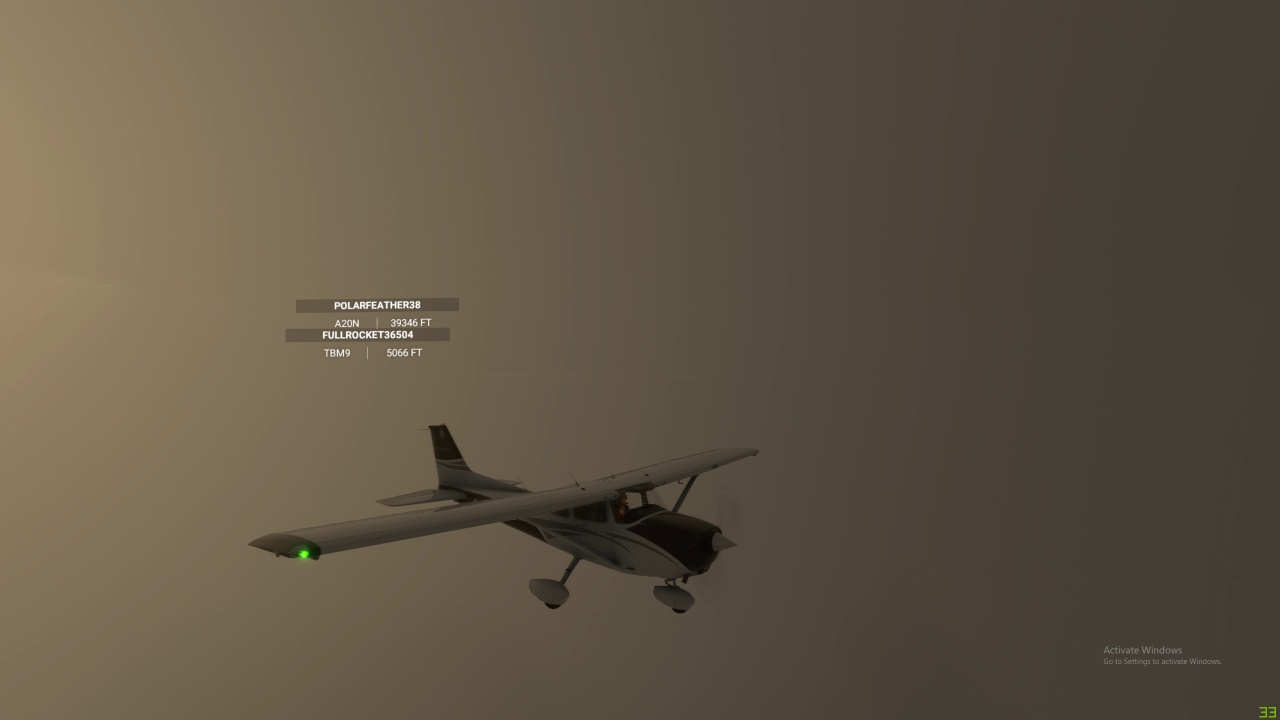 POLARFEATHER38
A20N | 39346 FT
FULLROCKET36504
TBM9 | 5066 FT
Activate Windows
Go to Settings to activate Windows.
33